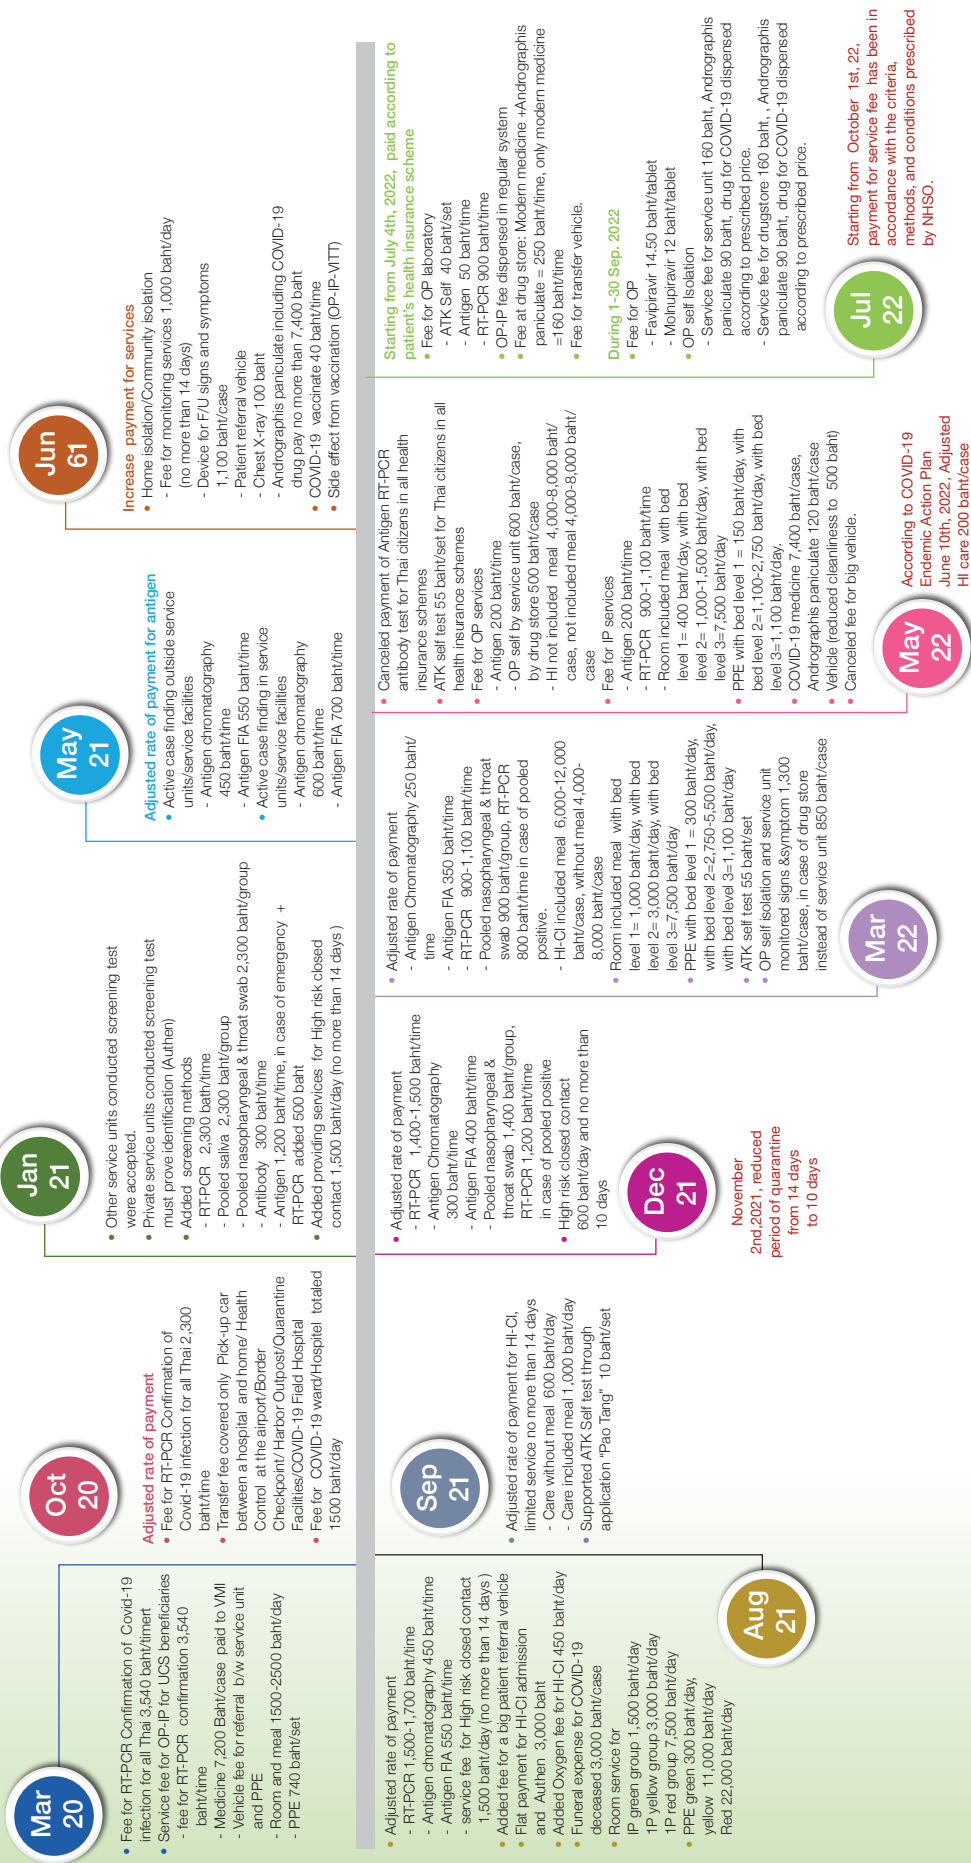 Mar
20
• Fee for RT-PCR Confirmation of Covid-19
infection for all Thai 3,540 baht/timert
• Service fee for OP-IP for UCS beneficiaries
- fee for RT-PCR confirmation 3,540
baht/time
- Medicine 7,200 Baht/case paid to VMI
- Vehicle fee for referral b/w service unit
and PPE
- Room and meal 1500-2500 baht/day
- PPE 740 baht/set
Oct
20
Adjusted rate of payment
• Fee for RT-PCR Confirmation of
Covid-19 infection for all Thai 2,300
baht/time
• Transfer fee covered only Pick-up car
between a hospital and home/ Health
Control at the airport/Border
Checkpoint/ Harbor Outpost/Quarantine
Facilities/COVID-19 Field Hospital
• Fee for COVID-19 ward/Hospitel totaled
1500 baht/day
Jan
21
• Other service units conducted screening test
were accepted.
• Private service units conducted screening test
must prove identification (Authen)
• Added screening methods
- RT-PCR 2,300 bath/time
- Pooled saliva 2,300 baht/group
- Pooled nasopharyngeal & throat swab 2,300 baht/group
- Antibody 300 baht/time
- Antigen 1,200 baht/time, in case of emergency +
RT-PCR added 500 baht
• Added providing services for High risk closed
contact 1,500 baht/day (no more than 14 days )
May
21
Adjusted rate of payment for antigen
• Active case finding outside service
units/service facilities
- Antigen chromatography
450 baht/time
- Antigen FIA 550 baht/time
• Active case finding in service
units/service facilities
- Antigen chromatography
600 baht/time
- Antigen FIA 700 baht/time
Jun
61
Increase payment for services
• Home isolation/Community isolation
- Fee for monitoring services 1,000 baht/day
(no more than 14 days)
- Device for F/U signs and symptoms
1,100 baht/case
- Patient referral vehicle
- Chest X-ray 100 baht
- Andrographis paniculate including COVID-19
drug pay no more than 7,400 baht
• COVID-19 vaccinate 40 baht/time
• Side effect from vaccination (OP-IP-VITT)
• Adjusted rate of payment
- RT-PCR 1,500-1,700 baht/time
- Antigen chromatography 450 baht/time
- Antigen FIA 550 baht/time
- service fee for High risk closed contact
1,500 baht/day (no more than 14 days )
• Added fee for a big patient referral vehicle
• Flat payment for HI-CI admission
and Authen 3,000 baht
• Added Oxygen fee for HI-CI 450 baht/day
• Funeral expense for COVID-19
deceased 3,000 baht/case
• Room service for
IP green group 1,500 baht/day
1P yellow group 3,000 baht/day
1P red group 7,500 baht/day
• PPE green 300 baht/day,
yellow 11,000 baht/day
Red 22,000 baht/day
Aug
21
Sep
21
• Adjusted rate of payment for HI-CI,
limited service no more than 14 days
- Care without meal 600 baht/day
- Care included meal 1,000 baht/day
• Supported ATK Self test through
application "Pao Tang" 10 baht/set
• Adjusted rate of payment
- RT-PCR 1,400-1,500 baht/time
- Antigen Chromatography
300 baht/time
- Antigen FIA 400 baht/time
- Pooled nasopharyngeal &
throat swab 1,400 baht/group,
RT-PCR 1,200 baht/time
in case of pooled positive
• High risk closed contact
600 baht/day and no more than
10 days
Dec
21
November
2nd,2021, reduced
period of quarantine
from 14 days
to 10 days
• Adjusted rate of payment
- Antigen Chromatography 250 baht/
time
- Antigen FIA 350 baht/time
- RT-PCR 900-1,100 baht/time
- Pooled nasopharyngeal & throat
swab 900 baht/group, RT-PCR
800 baht/time in case of pooled
positive.
- HI-CI included meal 6,000-12,000
baht/case, without meal 4,000-
8,000 baht/case
• Room included meal with bed
level 1= 1,000 baht/day, with bed
level 2= 3,000 baht/day, with bed
level 3=7,500 baht/day
• PPE with bed level 1 = 300 baht/day,
with bed level 2=2,750-5,500 baht/day,
with bed level 3=1,100 baht/day
• ATK self test 55 baht/set
• OP self isolation and service unit
monitored signs &symptom 1,300
baht/case, in case of drug store
instead of service unit 850 baht/case
Mar
22
• Canceled payment of Antigen RT-PCR
antibody test for Thai citizens in all health
insurance schemes
• ATK self test 55 baht/set for Thai citizens in all
health insurance schemes
• Fee for OP services
- Antigen 200 baht/time
- OP self by service unit 600 baht/case,
by drug store 500 baht/case
- HI not included meal 4,000-8,000 baht/
case, not included meal 4,000-8,000 baht/
case
• Fee for IP services
- Antigen 200 baht/time
- RT-PCR 900-1,100 baht/time
- Room included meal with bed
level 1= 400 baht/day, with bed
level 2= 1,000-1,500 baht/day, with bed
level 3=7,500 baht/day
• PPE with bed level 1 = 150 baht/day, with
bed level 2=1,100-2,750 baht/day, with bed
level 3=1,100 baht/day.
• COVID-19 medicine 7,400 baht/case,
Andrographis paniculate 120 baht/case
• Vehicle (reduced cleanliness to 500 baht)
• Canceled fee for big vehicle.
May
22
According to COVID-19
Endemic Action Plan
June 10th, 2022, Adjusted
HI care 200 baht/case
Starting from July 4th, 2022, paid according to
patient's health insurance scheme
• Fee for OP laboratory
- ATK Self 40 baht/set
- Antigen 50 baht/time
- RT-PCR 900 baht/time
• OP-IP fee dispensed in regular system
• Fee at drug store: Modern medicine +Andrographis
paniculate = 250 baht/time, only modern medicine
=160 baht/time
• Fee for transfer vehicle.
During 1-30 Sep. 2022
• Fee for OP
- Favipiravir 14.50 baht/tablet
- Molnupiravir 12 baht/tablet
• OP self Isolation
- Service fee for service unit 160 baht, Andrographis
paniculate 90 baht, drug for COVID-19 dispensed
according to prescribed price.
- Service fee for drugstore 160 baht, , Andrographis
paniculate 90 baht, drug for COVID-19 dispensed
according to prescribed price.
Jul
22
Starting from October 1st, 22,
payment for service fee has been in
accordance with the criteria,
methods, and conditions prescribed
by NHSO.